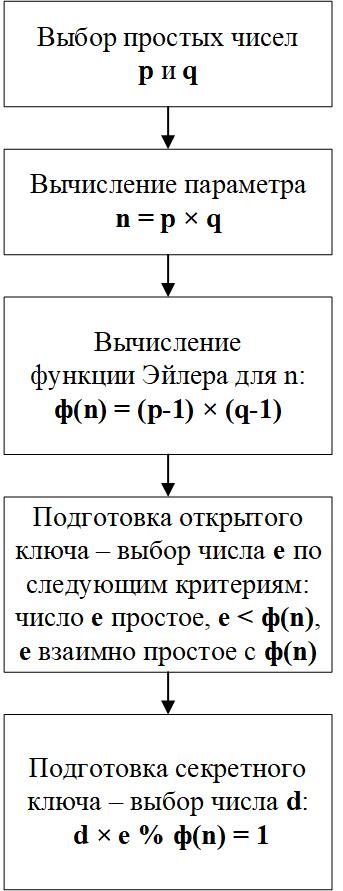 Выбор простых чисел
p и q
Вычисление параметра
n = p × q
Вычисление
функции Эйлера для n:
ф(n) = (p-1) × (q-1)
Подготовка открытого
ключа – выбор числа e по
следующим критериям:
число e простое, e < ф(n),
e взаимно простое с ф(n)
Подготовка секретного
ключа – выбор числа d:
d × e % ф(n) = 1